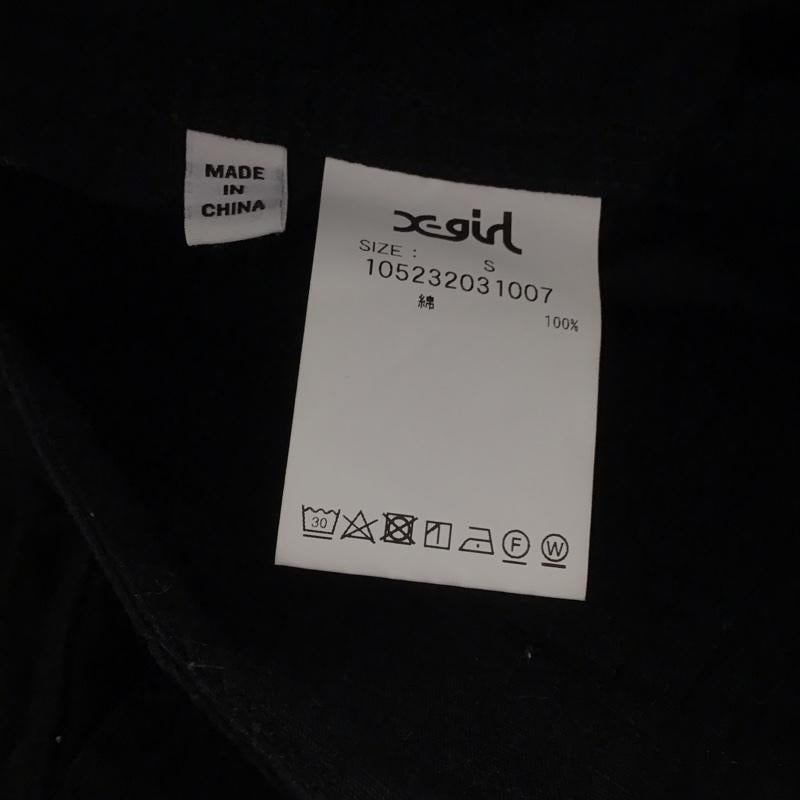 MADE
IN
CHINA
X-girl
SIZE : S
105232031007
綿 100%
30
F
W